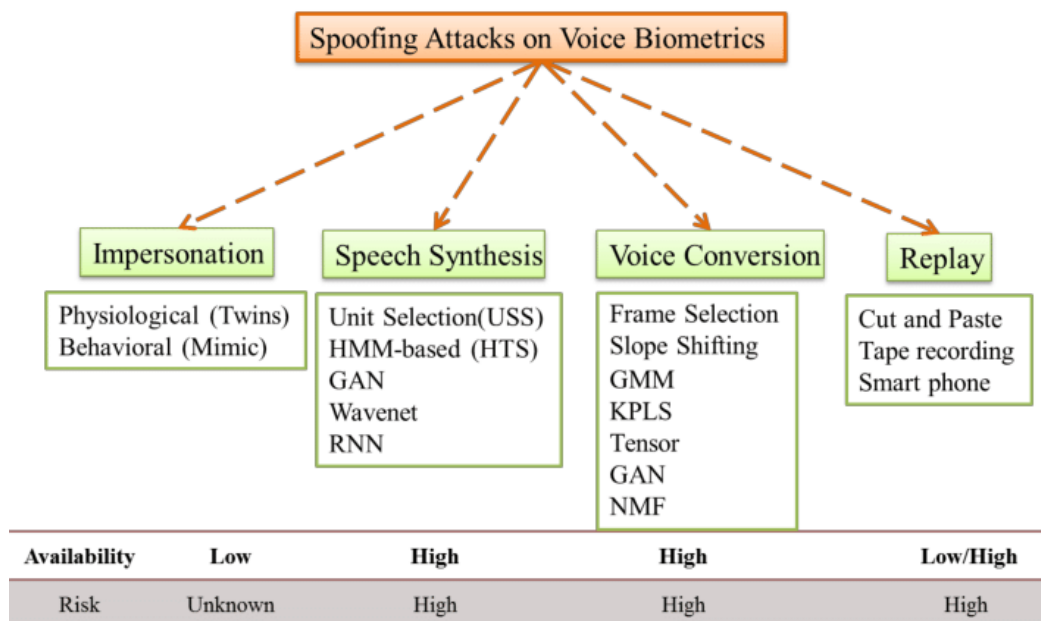 Spoofing Attacks on Voice Biometrics
Impersonation
Physiological (Twins)
Behavioral (Mimic)
Speech Synthesis
Unit Selection(USS)
HMM-based (HTS)
GAN
Wavenet
RNN
Voice Conversion
Frame Selection
Slope Shifting
GMM
KPLS
Tensor
GAN
NMF
Replay
Cut and Paste
Tape recording
Smart phone
Availability Low High High Low/High
Risk Unknown High High High